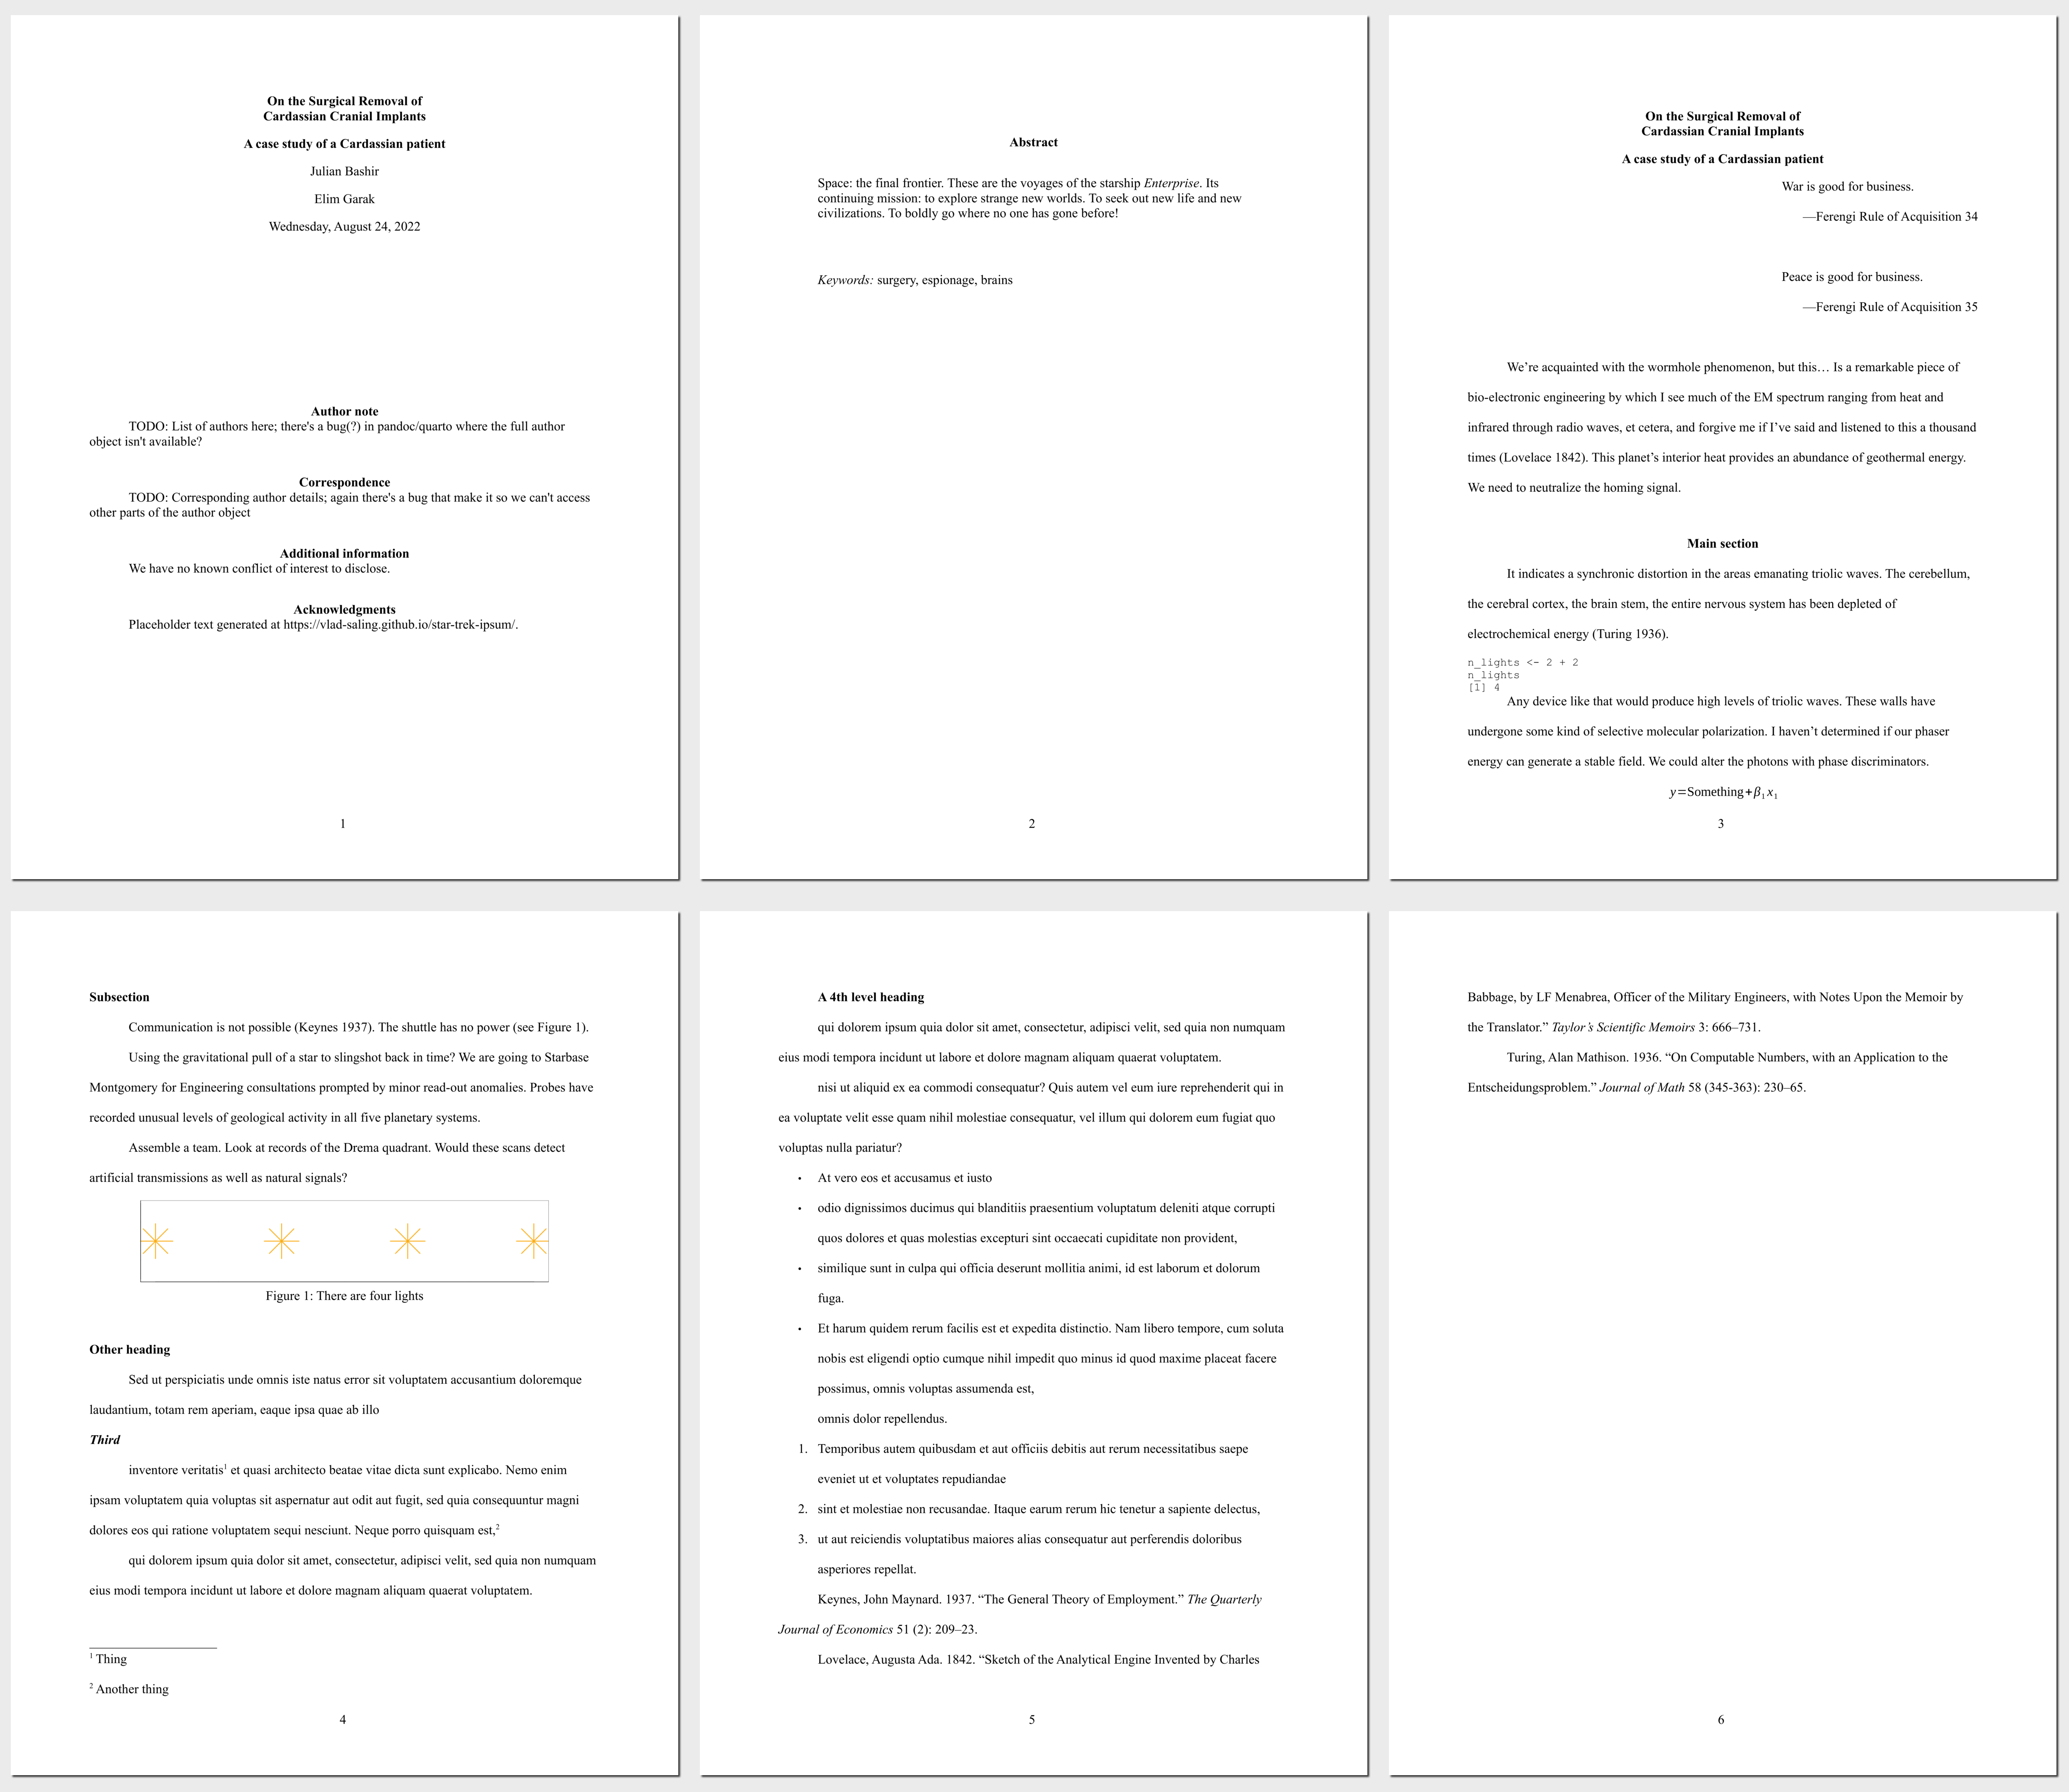 On the Surgical Removal of
Cardassian Cranial Implants
A case study of a Cardassian patient
Julian Bashir
Elim Garak
Wednesday, August 24, 2022
Author note
TODO: List of authors here; there's a bug(?) in pandoc/quarto where the full author
object isn't available?
Correspondence
TODO: Corresponding author details; again there's a bug that make it so we can't access
other parts of the author object
Additional information
We have no known conflict of interest to disclose.
Acknowledgments
Placeholder text generated at https://vlad-saling.github.io/star-trek-ipsum/.
1
Abstract
Space: the final frontier. These are the voyages of the starship Enterprise. Its
continuing mission: to explore strange new worlds. To seek out new life and new
civilizations. To boldly go where no one has gone before!
Keywords: surgery, espionage, brains
2
On the Surgical Removal of
Cardassian Cranial Implants
A case study of a Cardassian patient
War is good for business.
—Ferengi Rule of Acquisition 34
Peace is good for business.
—Ferengi Rule of Acquisition 35
We’re acquainted with the wormhole phenomenon, but this… Is a remarkable piece of
bio-electronic engineering by which I see much of the EM spectrum ranging from heat and
infrared through radio waves, et cetera, and forgive me if I’ve said and listened to this a thousand
times (Lovelace 1842). This planet’s interior heat provides an abundance of geothermal energy.
We need to neutralize the homing signal.
Main section
It indicates a synchronic distortion in the areas emanating triolic waves. The cerebellum,
the cerebral cortex, the brain stem, the entire nervous system has been depleted of
electrochemical energy (Turing 1936).
n_lights <- 2 + 2
n_lights
[1] 4
Any device like that would produce high levels of triolic waves. These walls have
undergone some kind of selective molecular polarization. I haven’t determined if our phaser
energy can generate a stable field. We could alter the photons with phase discriminators.
y=Something+β₁x₁
3
Subsection
Communication is not possible (Keynes 1937). The shuttle has no power (see Figure 1).
Using the gravitational pull of a star to slingshot back in time? We are going to Starbase
Montgomery for Engineering consultations prompted by minor read-out anomalies. Probes have
recorded unusual levels of geological activity in all five planetary systems.
Assemble a team. Look at records of the Drema quadrant. Would these scans detect
artificial transmissions as well as natural signals?
Figure 1: There are four lights
Other heading
Sed ut perspiciatis unde omnis iste natus error sit voluptatem accusantium doloremque
laudantium, totam rem aperiam, eaque ipsa quae ab illo
Third
inventore veritatis¹ et quasi architecto beatae vitae dicta sunt explicabo. Nemo enim
ipsam voluptatem quia voluptas sit aspernatur aut odit aut fugit, sed quia consequuntur magni
dolores eos qui ratione voluptatem sequi nesciunt. Neque porro quisquam est,²
qui dolorem ipsum quia dolor sit amet, consectetur, adipisci velit, sed quia non numquam
eius modi tempora incidunt ut labore et dolore magnam aliquam quaerat voluptatem.
¹ Thing
² Another thing
4
A 4th level heading
qui dolorem ipsum quia dolor sit amet, consectetur, adipisci velit, sed quia non numquam
eius modi tempora incidunt ut labore et dolore magnam aliquam quaerat voluptatem.
nisi ut aliquid ex ea commodi consequatur? Quis autem vel eum iure reprehenderit qui in
ea voluptate velit esse quam nihil molestiae consequatur, vel illum qui dolorem eum fugiat quo
voluptas nulla pariatur?
• At vero eos et accusamus et iusto
• odio dignissimos ducimus qui blanditiis praesentium voluptatum deleniti atque corrupti
quos dolores et quas molestias excepturi sint occaecati cupiditate non provident,
• similique sunt in culpa qui officia deserunt mollitia animi, id est laborum et dolorum
fuga.
• Et harum quidem rerum facilis est et expedita distinctio. Nam libero tempore, cum soluta
nobis est eligendi optio cumque nihil impedit quo minus id quod maxime placeat facere
possimus, omnis voluptas assumenda est,
omnis dolor repellendus.
1. Temporibus autem quibusdam et aut officiis debitis aut rerum necessitatibus saepe
eveniet ut et voluptates repudiandae
2. sint et molestiae non recusandae. Itaque earum rerum hic tenetur a sapiente delectus,
3. ut aut reiciendis voluptatibus maiores alias consequatur aut perferendis doloribus
asperiores repellat.
Keynes, John Maynard. 1937. “The General Theory of Employment.” The Quarterly
Journal of Economics 51 (2): 209–23.
Lovelace, Augusta Ada. 1842. “Sketch of the Analytical Engine Invented by Charles
5
Babbage, by LF Menabrea, Officer of the Military Engineers, with Notes Upon the Memoir by
the Translator.” Taylor’s Scientific Memoirs 3: 666–731.
Turing, Alan Mathison. 1936. “On Computable Numbers, with an Application to the
Entscheidungsproblem.” Journal of Math 58 (345-363): 230–65.
6